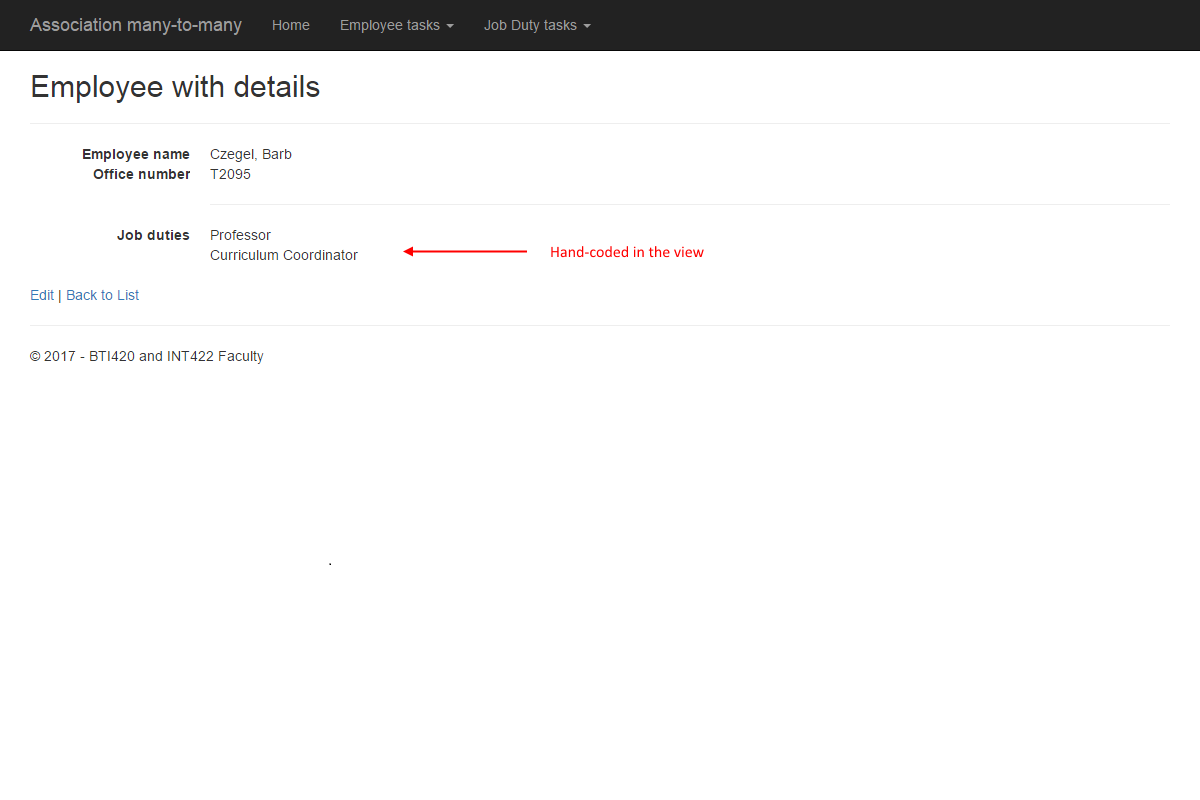 Association many-to-many Home Employee tasks Job Duty tasks
Employee with details
Employee name Czegel, Barb
Office number T2095
Job duties Professor
Curriculum Coordinator Hand-coded in the view
Edit | Back to List
© 2017 - BTI420 and INT422 Faculty
.